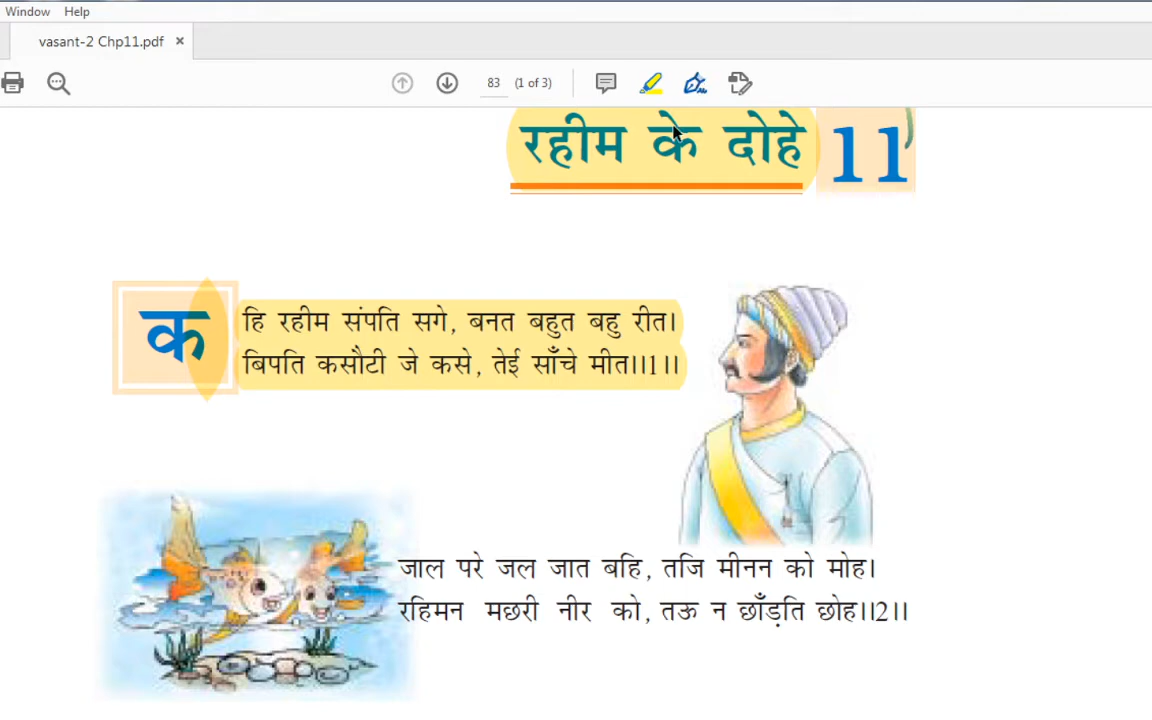 Window Help
vasant-2 Chp11.pdf ×
83 (1 of 3)
रहीम के दोहे 11
कहि रहीम संपति सगे, बनत बहुत बहु रीत।
बिपति कसौटी जे कसे, तेई साँचे मीत।।1।।
जाल परे जल जात बहि, तजि मीनन को मोह।
रहिमन मछरी नीर को, तऊ न छाँड़ति छोह।।2।।